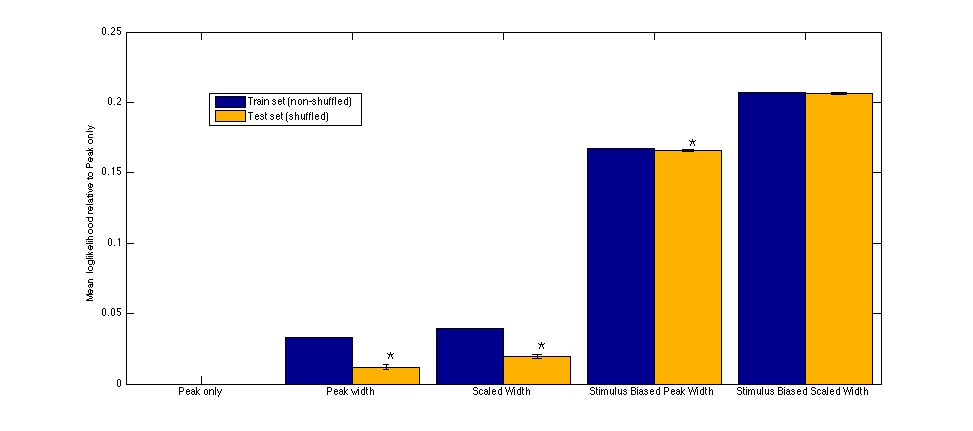 0.25
0.2
0.15
0.1
0.05
0
Mean loglikelihood relative to Peak only
Train set (non-shuffled)
Test set (shuffled)
*
*
*
Peak only
Peak width
Scaled Width
Stimulus Biased Peak Width
Stimulus Biased Scaled Width